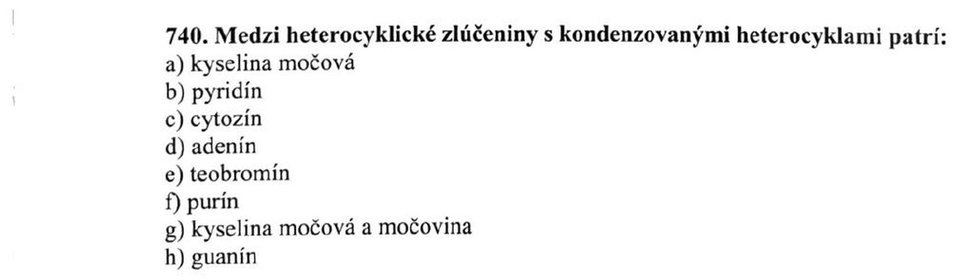 740. Medzi heterocyklické zlúčeniny s kondenzovanými heterocyklami patrí:
a) kyselina močová
b) pyridín
c) cytozín
d) adenín
e) teobromín
f) purín
g) kyselina močová a močovina
h) guanín